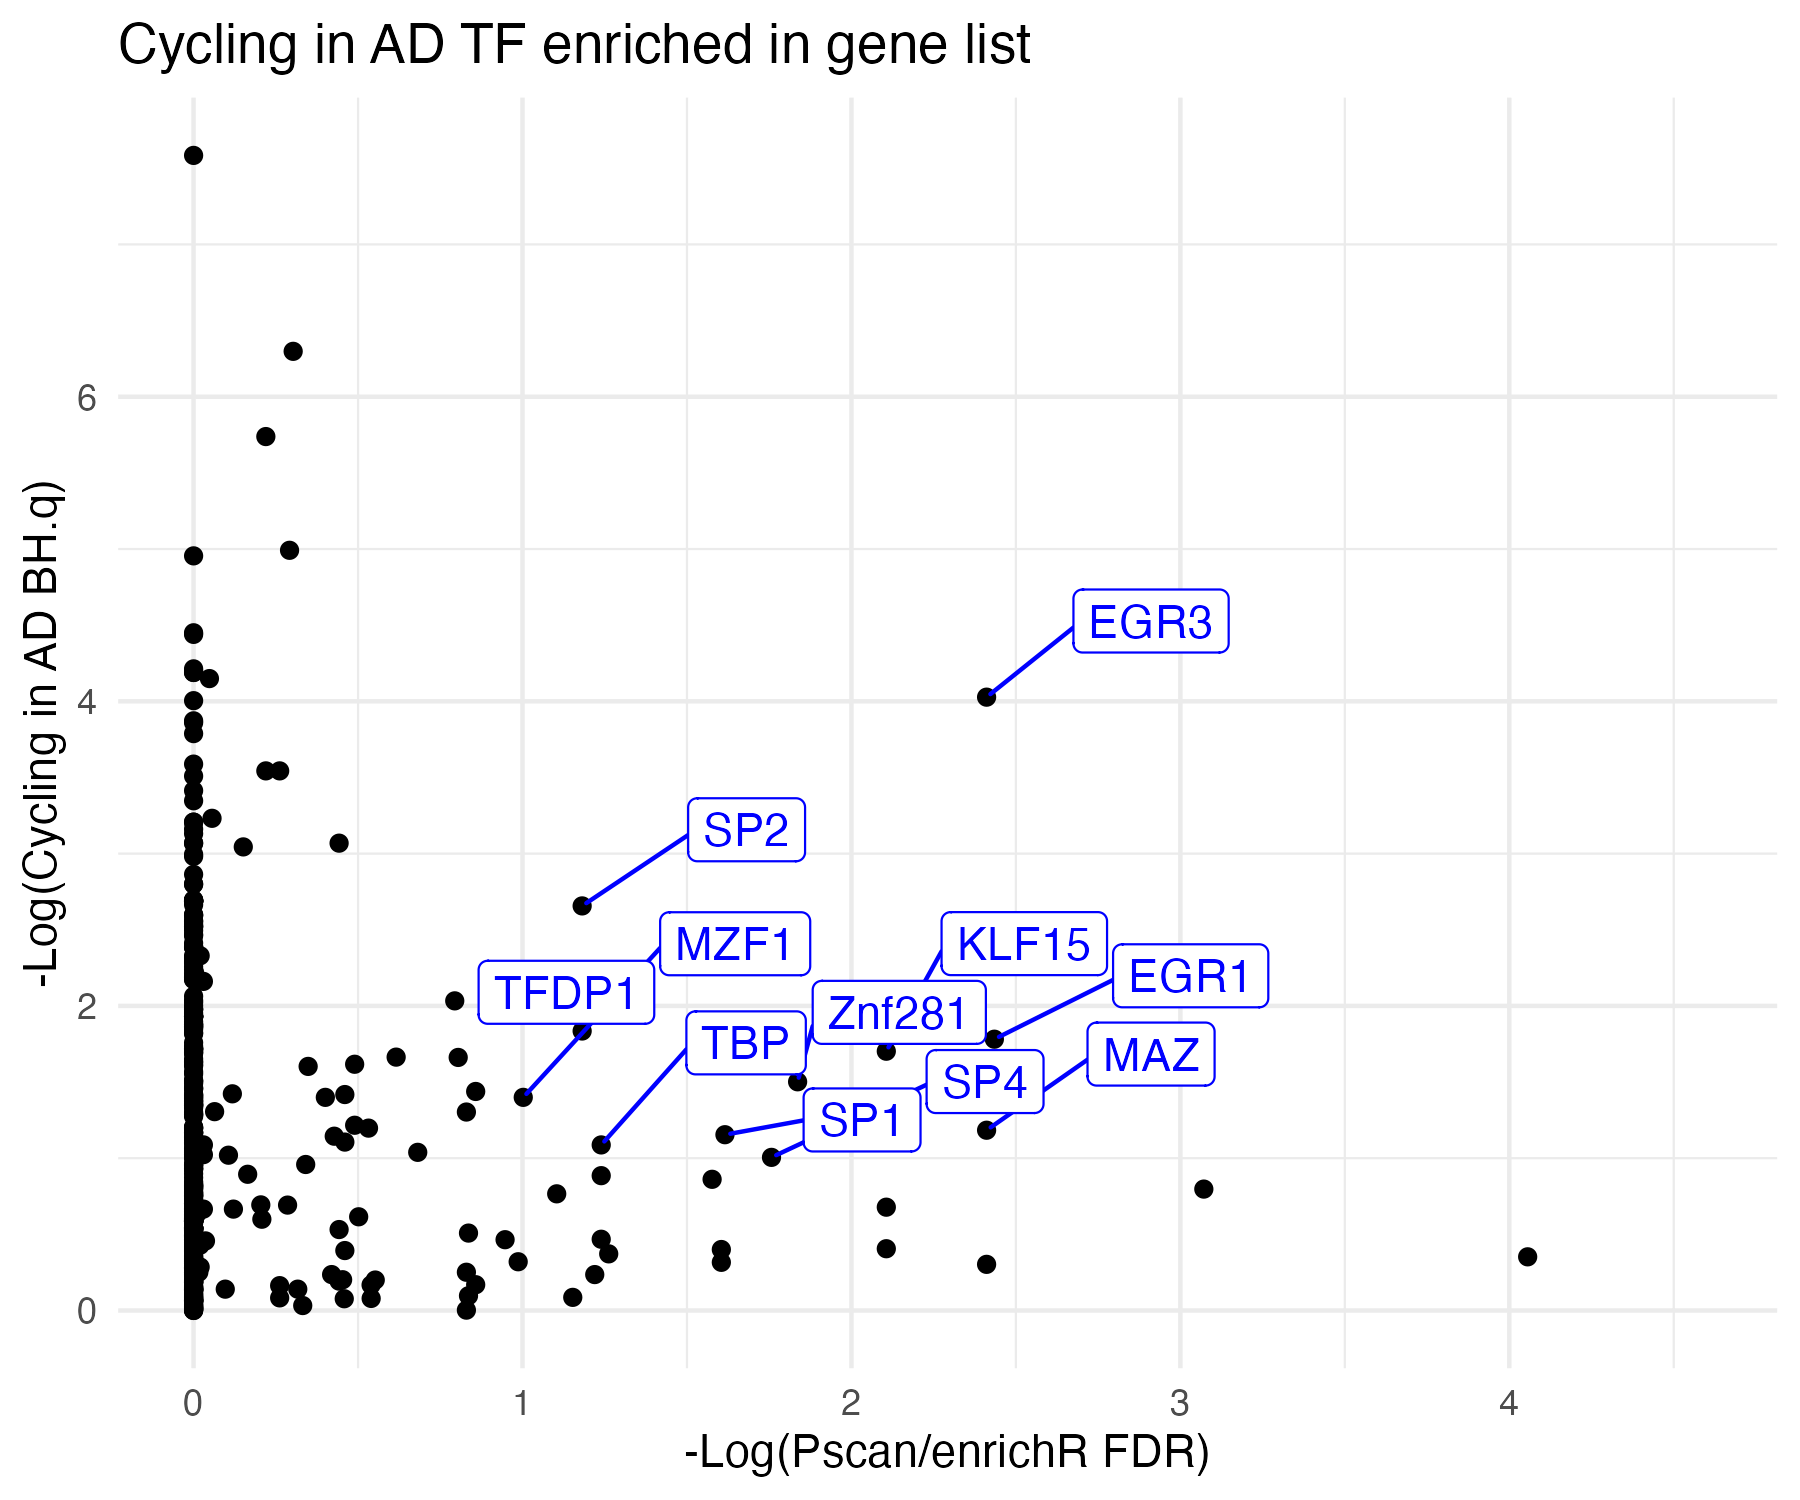 Cycling in AD TF enriched in gene list
-Log(Cycling in AD BH.q)
6
4
2
0
EGR3
SP2
MZF1
KLF15
EGR1
TFDP1
Znf281
TBP
MAZ
SP4
SP1
0
1
2
3
4
-Log(Pscan/enrichR FDR)